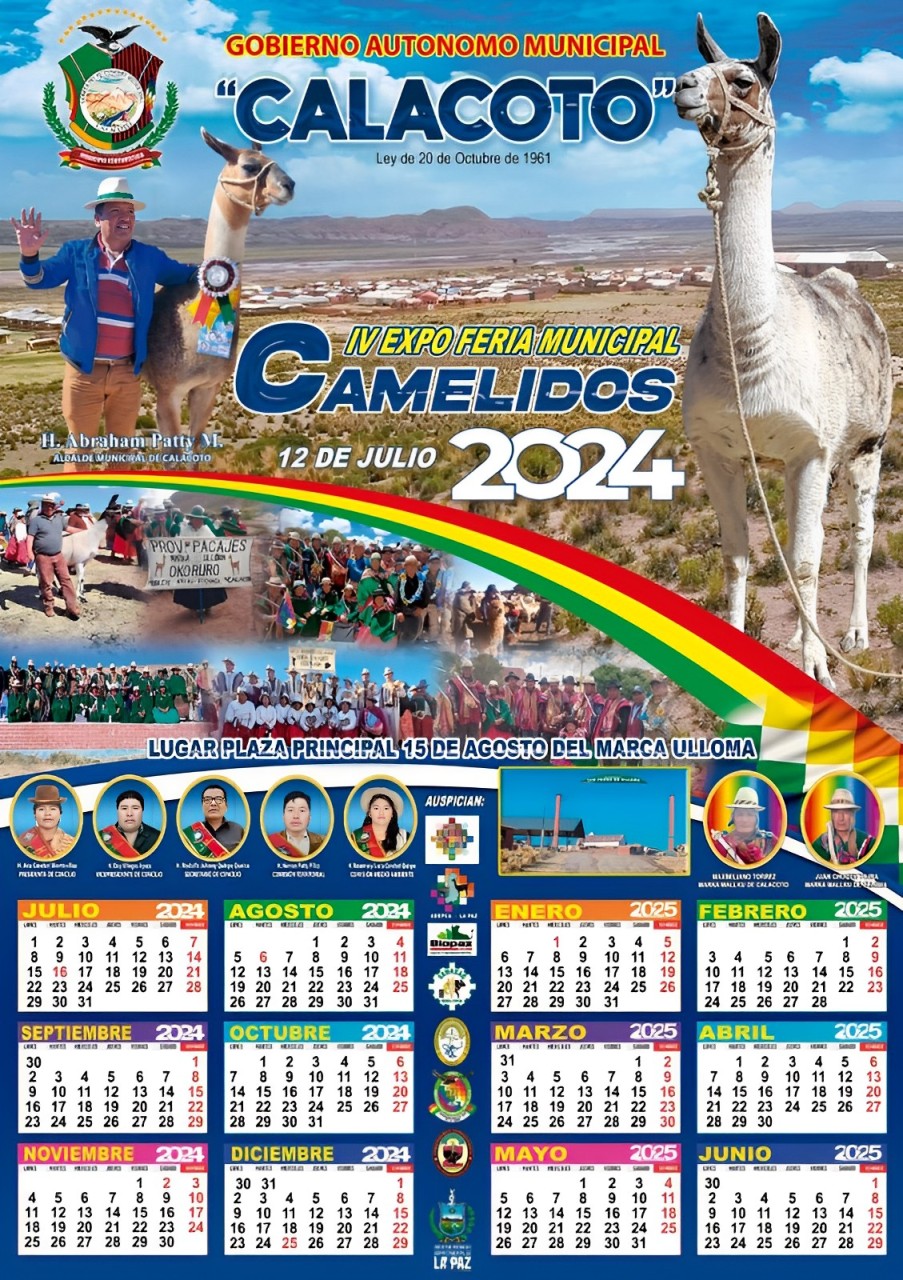 GOBIERNO AUTONOMO MUNICIPAL
"CALACOTO"
Ley de 20 de Octubre de 1961
IV EXPO FERIA MUNICIPAL
CAMELIDOS
12 DE JULIO 2024
H. Abraham Patty M.
ALCALDE MUNICIPAL DE CALACOTO
PROV. PACAJES
OKORURO
LUGAR PLAZA PRINCIPAL 15 DE AGOSTO DEL MARCA ULLOMA
AUSPICIAN:
PRESIDENTA DE CONCEJO
VICEPRESIDENTE DE CONCEJO
SECRETARIO DE CONCEJO
MAXIMILIANO TORREZ
MARKA MALLKU DE CALACOTO
MARKA MALLKU DE
LA PAZ
Biopaz
LA PAZ
JULIO 2024
1 2 3 4 5 6 7
8 9 10 11 12 13 14
15 16 17 18 19 20 21
22 23 24 25 26 27 28
29 30 31
AGOSTO 2024
1 2 3 4
5 6 7 8 9 10 11
12 13 14 15 16 17 18
19 20 21 22 23 24 25
26 27 28 29 30 31
ENERO 2025
1 2 3 4 5
6 7 8 9 10 11 12
13 14 15 16 17 18 19
20 21 22 23 24 25 26
27 28 29 30 31
FEBRERO 2025
1 2
3 4 5 6 7 8 9
10 11 12 13 14 15 16
17 18 19 20 21 22 23
24 25 26 27 28
SEPTIEMBRE 2024
30 1
2 3 4 5 6 7 8
9 10 11 12 13 14 15
16 17 18 19 20 21 22
23 24 25 26 27 28 29
OCTUBRE 2024
1 2 3 4 5 6
7 8 9 10 11 12 13
14 15 16 17 18 19 20
21 22 23 24 25 26 27
28 29 30 31
MARZO 2025
31 1 2
3 4 5 6 7 8 9
10 11 12 13 14 15 16
17 18 19 20 21 22 23
24 25 26 27 28 29 30
ABRIL 2025
1 2 3 4 5 6
7 8 9 10 11 12 13
14 15 16 17 18 19 20
21 22 23 24 25 26 27
28 29 30
NOVIEMBRE 2024
1 2 3
4 5 6 7 8 9 10
11 12 13 14 15 16 17
18 19 20 21 22 23 24
25 26 27 28 29 30
DICIEMBRE 2024
30 31 1
2 3 4 5 6 7 8
9 10 11 12 13 14 15
16 17 18 19 20 21 22
23 24 25 26 27 28 29
MAYO 2025
1 2 3 4
5 6 7 8 9 10 11
12 13 14 15 16 17 18
19 20 21 22 23 24 25
26 27 28 29 30 31
JUNIO 2025
30 1
2 3 4 5 6 7 8
9 10 11 12 13 14 15
16 17 18 19 20 21 22
23 24 25 26 27 28 29